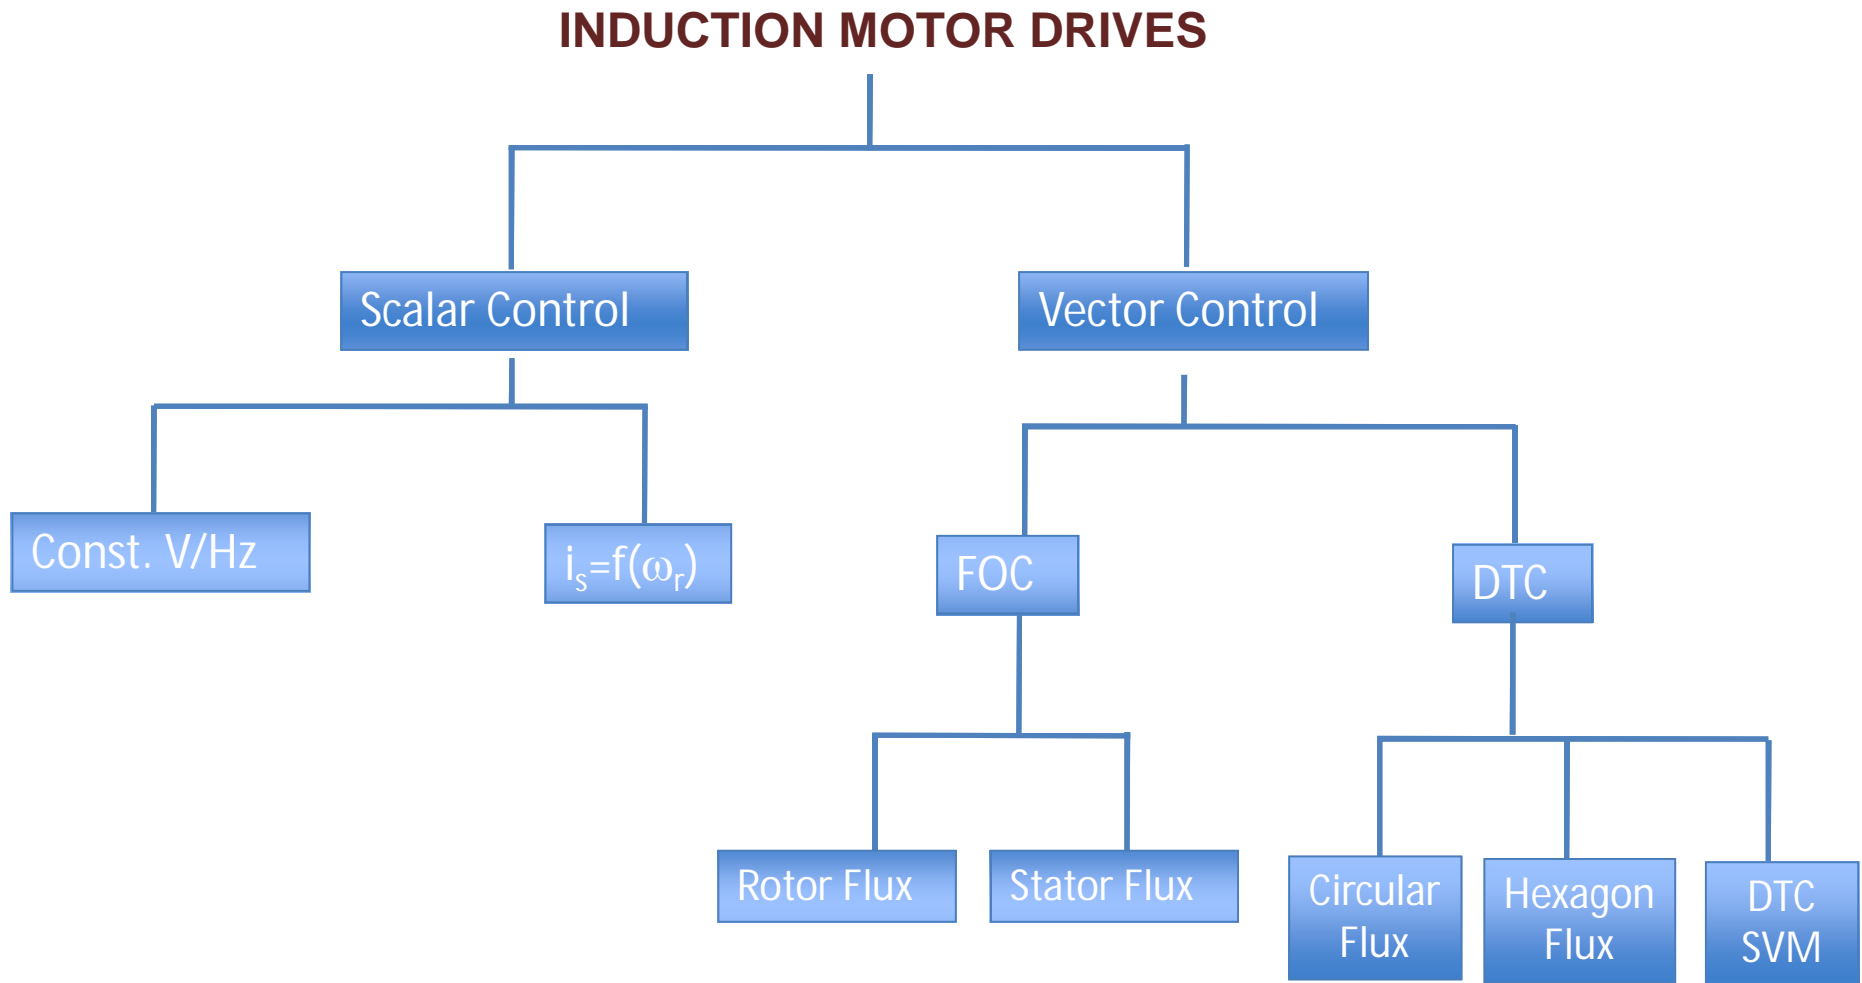 INDUCTION MOTOR DRIVES
Scalar Control
Vector Control
Const. V/Hz
iₛ=f(ωᵣ)
FOC
DTC
Rotor Flux
Stator Flux
Circular
Flux
Hexagon
Flux
DTC
SVM